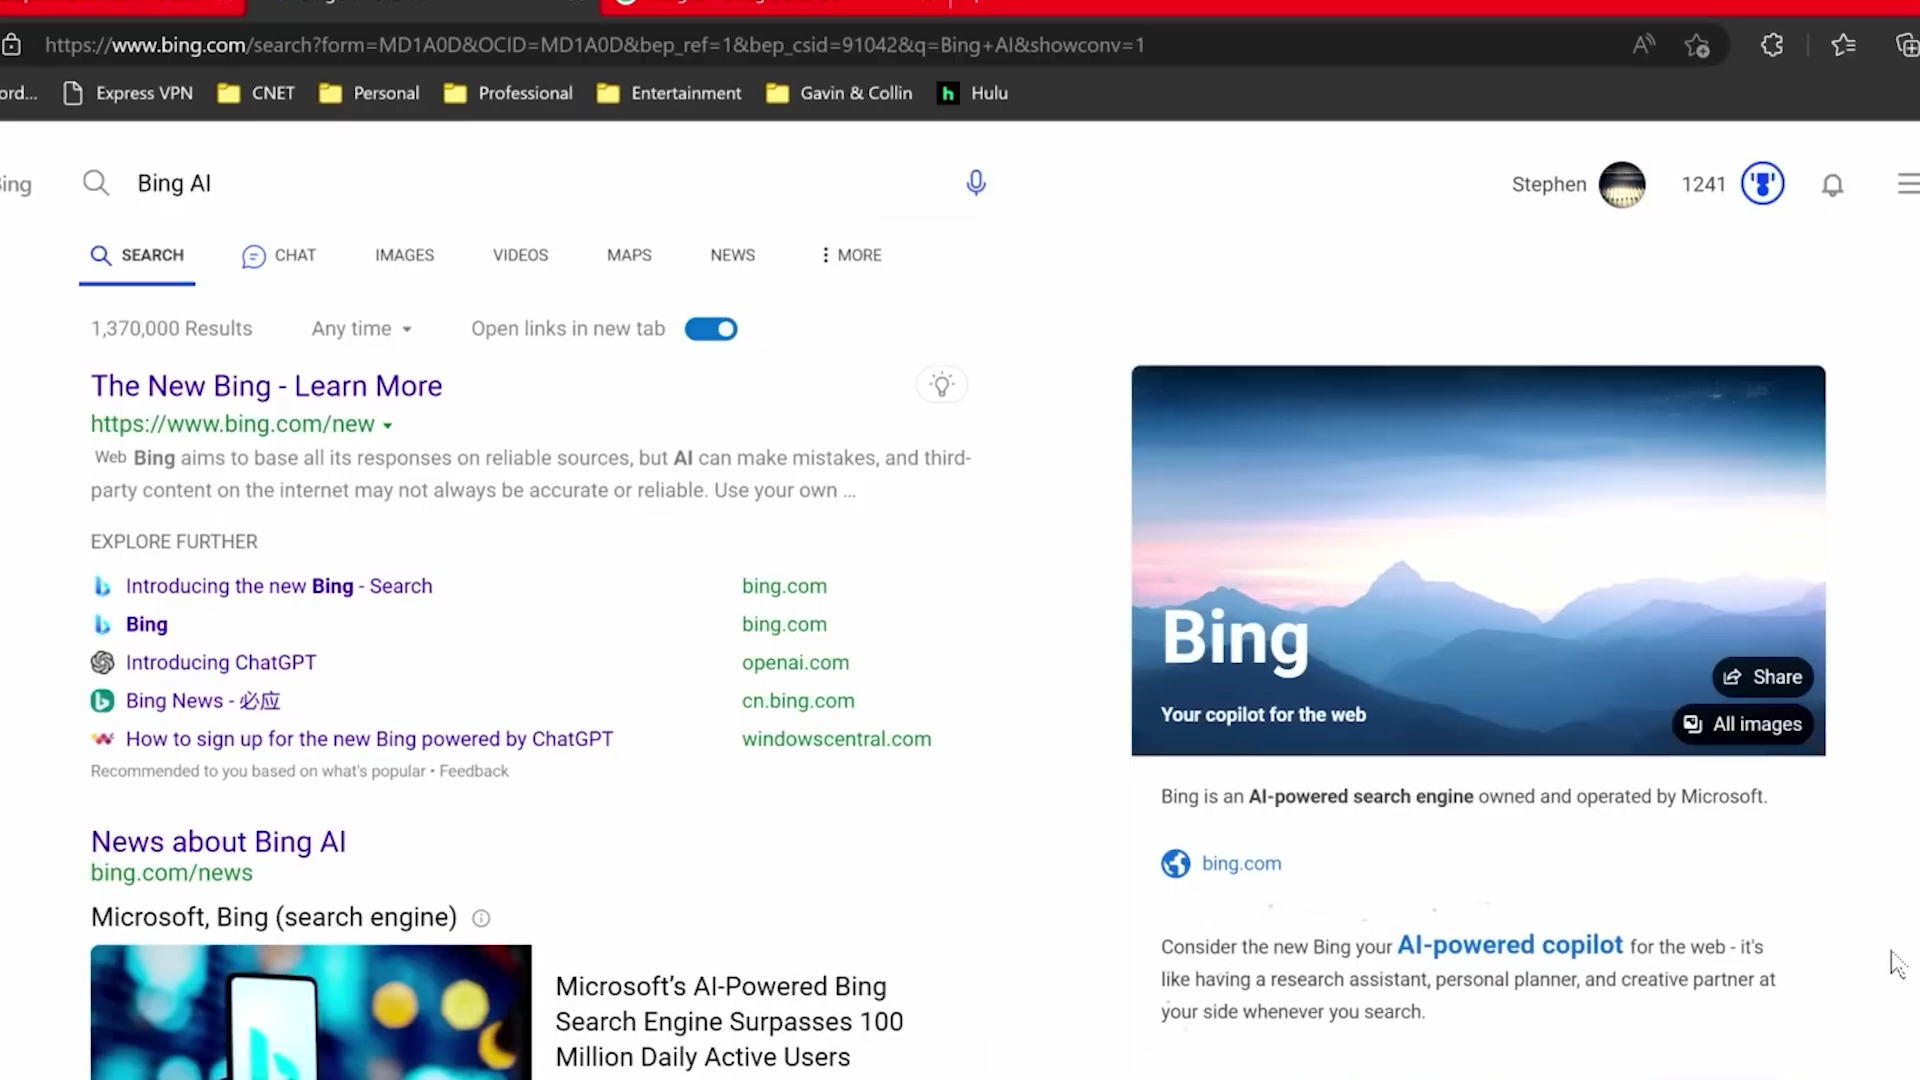 https://www.bing.com/search?form=MD1A0D&OCID=MD1A0D&bep_ref=1&bep_csid=91042&q=Bing+AI&showconv=1
ord... Express VPN CNET Personal Professional Entertainment Gavin & Collin Hulu
Bing AI
Stephen 1241
SEARCH CHAT IMAGES VIDEOS MAPS NEWS MORE
1,370,000 Results Any time Open links in new tab
The New Bing - Learn More
https://www.bing.com/new
Web Bing aims to base all its responses on reliable sources, but AI can make mistakes, and third-
party content on the internet may not always be accurate or reliable. Use your own ...
EXPLORE FURTHER
Introducing the new Bing - Search bing.com
Bing bing.com
Introducing ChatGPT openai.com
Bing News - 必应 cn.bing.com
How to sign up for the new Bing powered by ChatGPT windowscentral.com
Recommended to you based on what's popular • Feedback
News about Bing AI
bing.com/news
Microsoft, Bing (search engine)
Microsoft's AI-Powered Bing
Search Engine Surpasses 100
Million Daily Active Users
Bing
Your copilot for the web
Share
All images
Bing is an AI-powered search engine owned and operated by Microsoft.
bing.com
Consider the new Bing your AI-powered copilot for the web - it's
like having a research assistant, personal planner, and creative partner at
your side whenever you search.